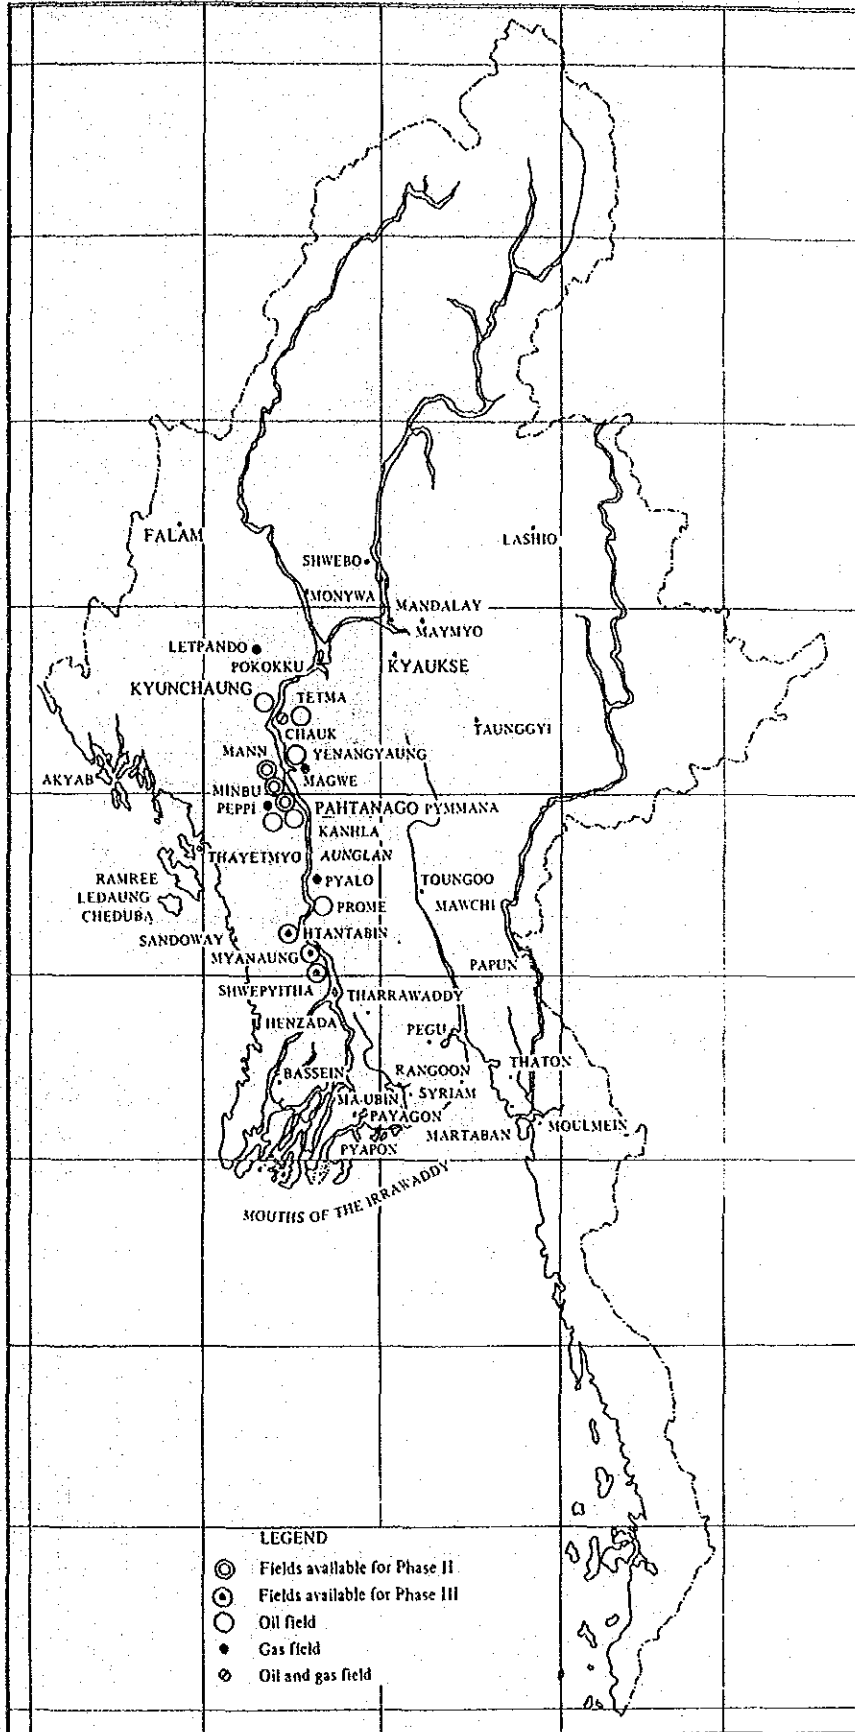 FALAM
LASHIO
SHWEBO
MONYWA
MANDALAY
MAYMYO
LETPANDO
POKOKKU
KYAUKSE
KYUNCHAUNG
TETMA
CHAUK
TAUNGGYI
MANN
YENANGYAUNG
AKYAB
MAGWE
MINBU
PEPPI
PAHTANAGO
PYMMANA
KANHLA
THAYETMYO
AUNGLAN
RAMREE
LEDAUNG
CHEDUBA
PYALO
TOUNGOO
PROME
MAWCHI
SANDOWAY
HTANTABIN
MYANAUNG
PAPUN
SHWEPYITHA
THARRAWADDY
HENZADA
PEGU
BASSEIN
RANGOON
THATON
MA-UBIN
SYRIAM
PAYAGON
MARTABAN
MOULMEIN
PYAPON
MOUTHS OF THE IRRAWADDY
LEGEND
Fields available for Phase II
Fields available for Phase III
Oil field
Gas field
Oil and gas field